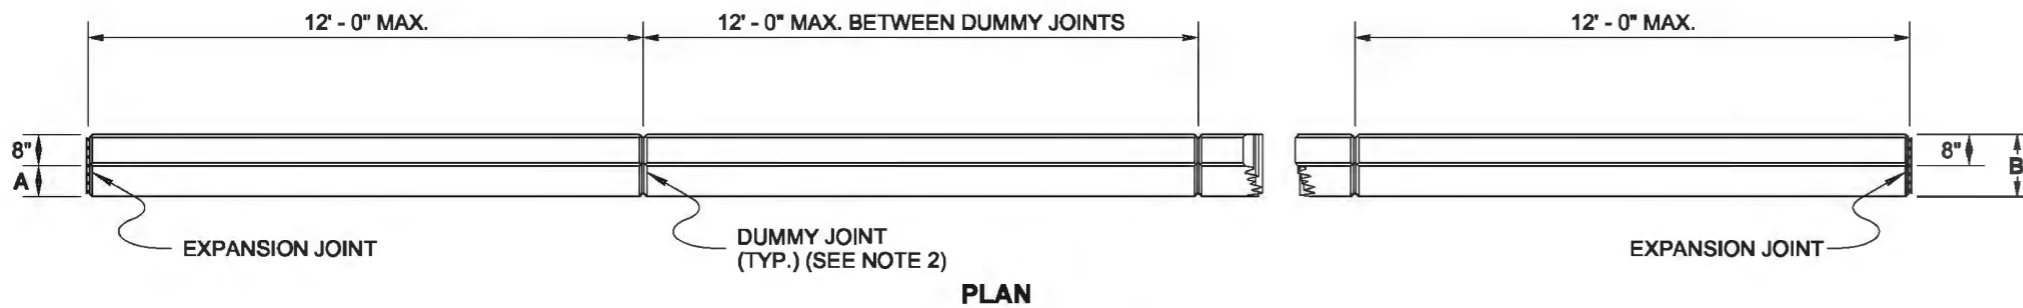 12' - 0" MAX.
12' - 0" MAX. BETWEEN DUMMY JOINTS
12' - 0" MAX.
8"
A
8"
B
EXPANSION JOINT
DUMMY JOINT
(TYP.) (SEE NOTE 2)
EXPANSION JOINT
PLAN